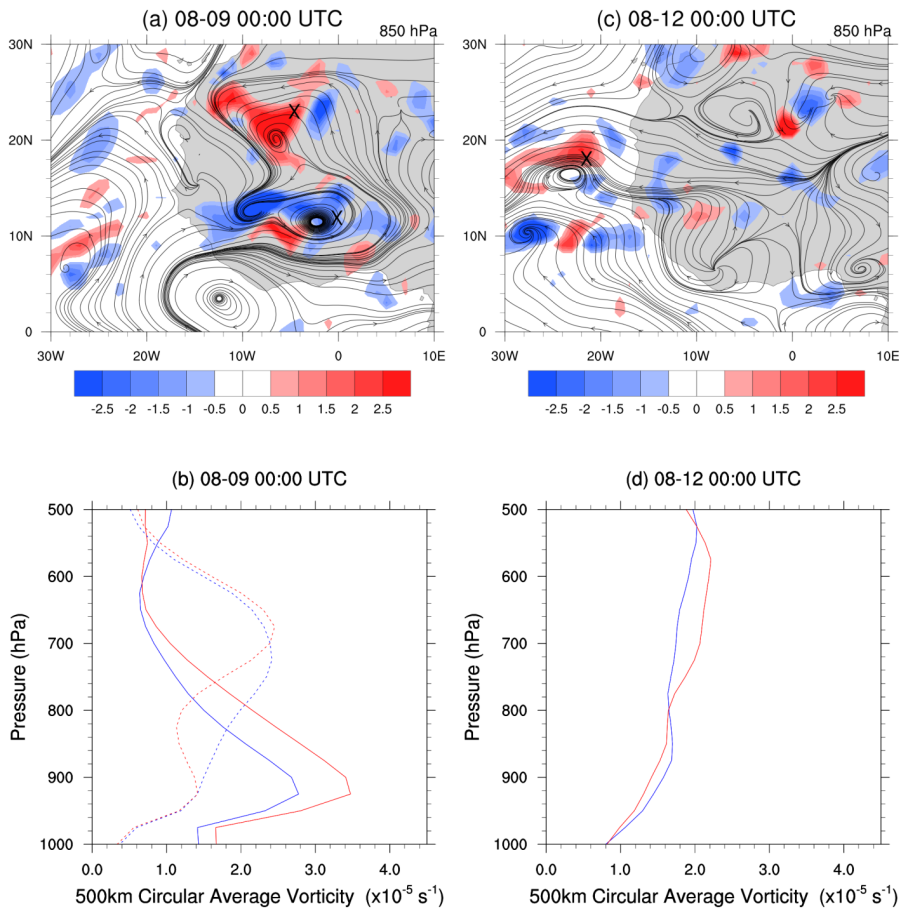 (a) 08-09 00:00 UTC
850 hPa
30N
20N
10N
0
30W 20W 10W 0 10E
X
X
-2.5 -2 -1.5 -1 -0.5 0 0.5 1 1.5 2 2.5
(c) 08-12 00:00 UTC
850 hPa
30N
20N
10N
0
30W 20W 10W 0 10E
X
-2.5 -2 -1.5 -1 -0.5 0 0.5 1 1.5 2 2.5
(b) 08-09 00:00 UTC
Pressure (hPa)
500
600
700
800
900
1000
0.0 1.0 2.0 3.0 4.0
500km Circular Average Vorticity (x10⁻⁵ s⁻¹)
(d) 08-12 00:00 UTC
Pressure (hPa)
500
600
700
800
900
1000
0.0 1.0 2.0 3.0 4.0
500km Circular Average Vorticity (x10⁻⁵ s⁻¹)